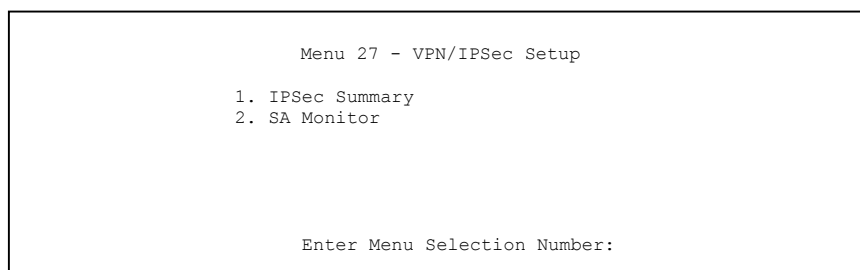 Menu 27 - VPN/IPSec Setup
1. IPSec Summary
2. SA Monitor
Enter Menu Selection Number: